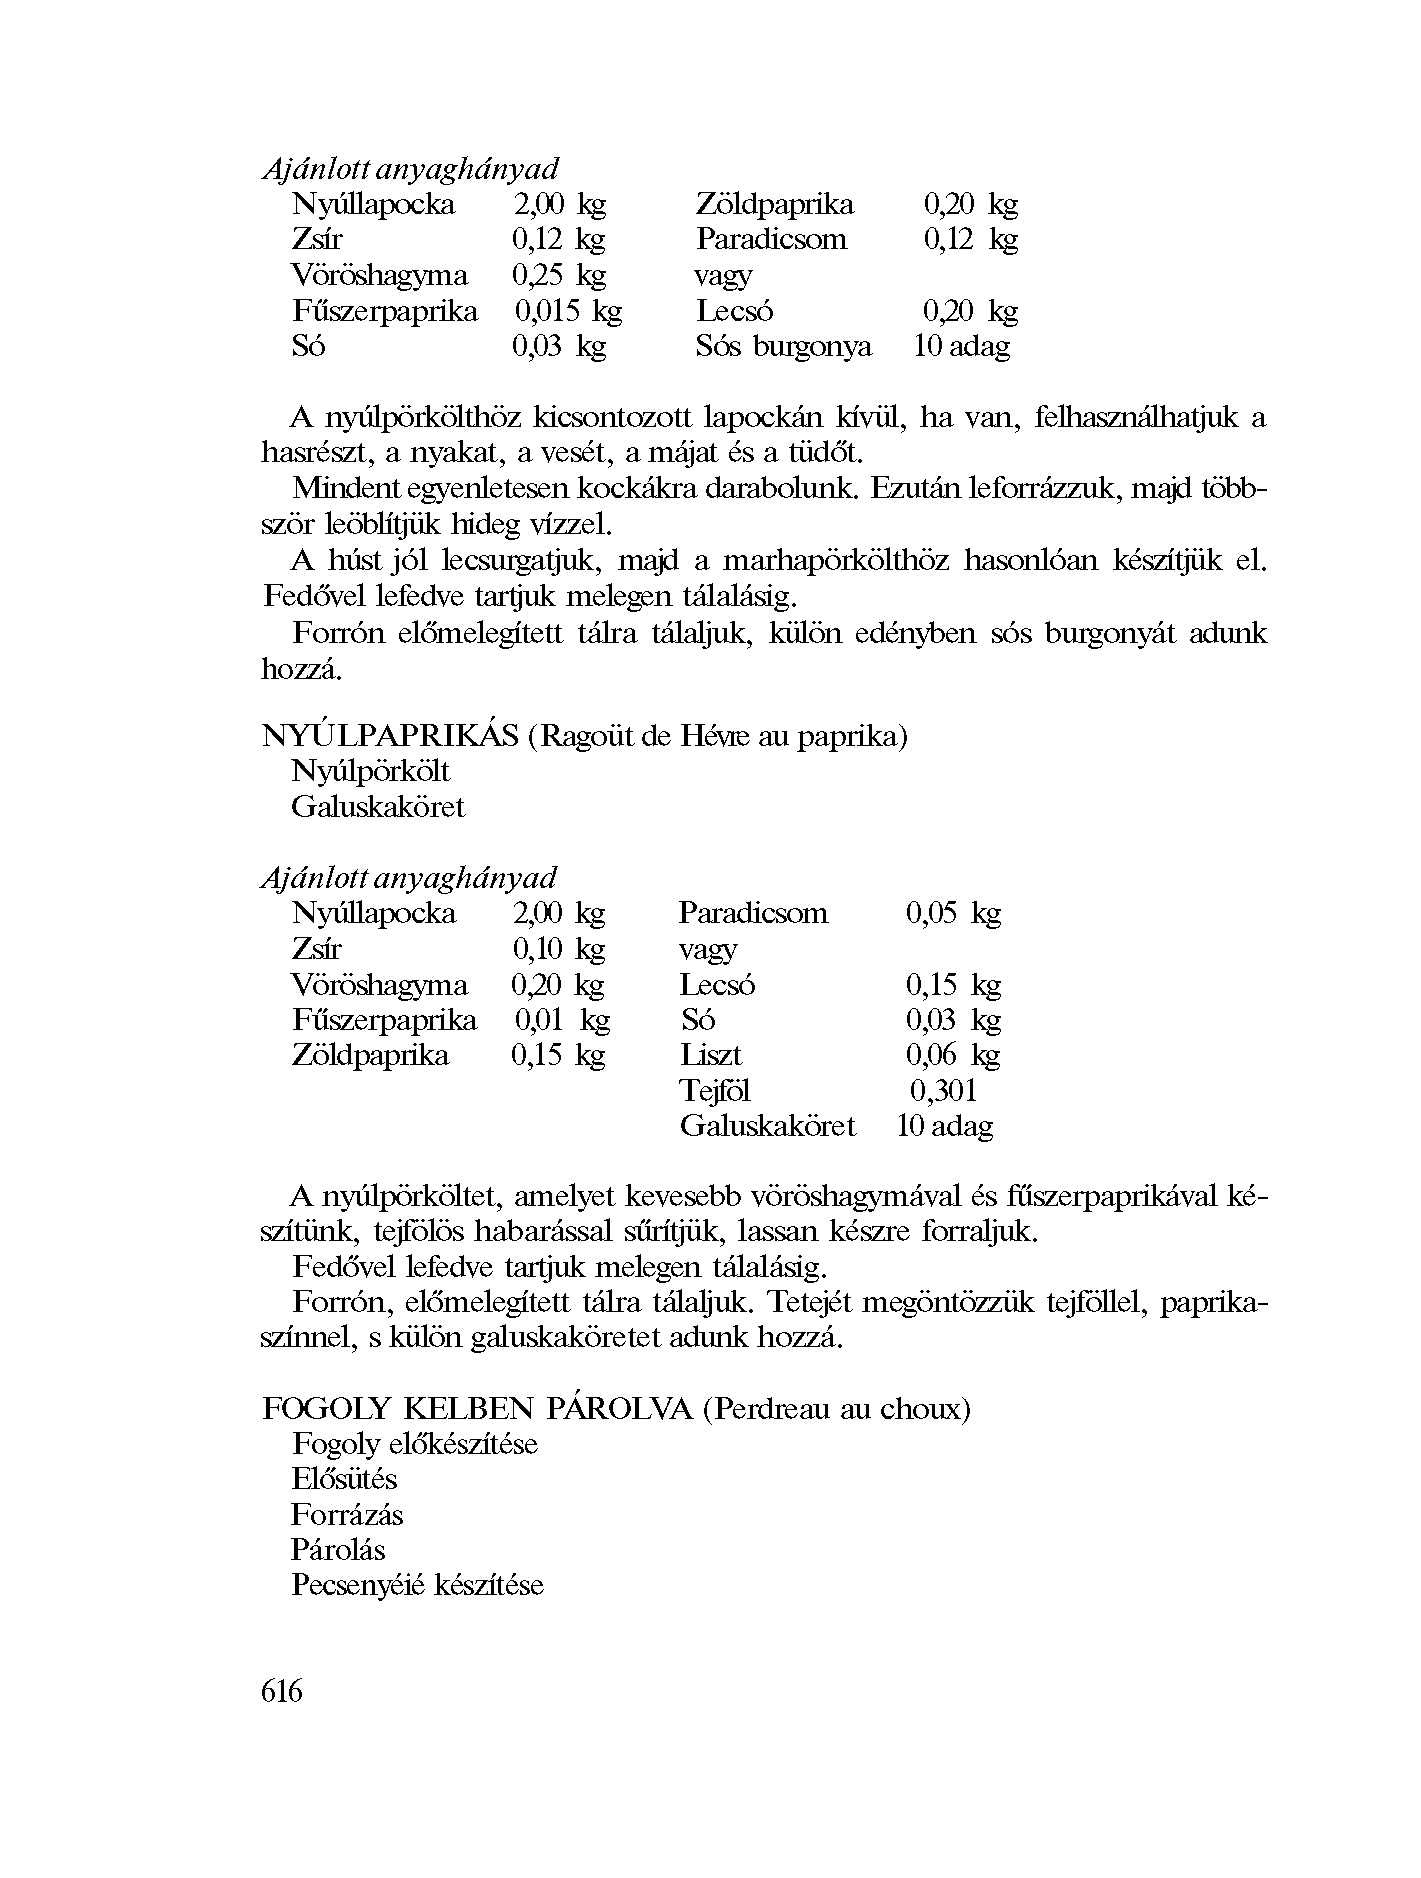 Ajánlott anyaghányad
Nyúllapocka 2,00 kg Zöldpaprika 0,20 kg
Zsír 0,12 kg Paradicsom 0,12 kg
Vöröshagyma 0,25 kg vagy
Fűszerpaprika 0,015 kg Lecsó 0,20 kg
Só 0,03 kg Sós burgonya 10 adag
A nyúlpörkölthöz kicsontozott lapockán kívül, ha van, felhasználhatjuk a
hasrészt, a nyakat, a vesét, a májat és a tüdőt.
Mindent egyenletesen kockákra darabolunk. Ezután leforrázzuk, majd több-
ször leöblítjük hideg vízzel.
A húst jól lecsurgatjuk, majd a marhapörkölthöz hasonlóan készítjük el.
Fedővel lefedve tartjuk melegen tálalásig.
Forrón előmelegített tálra tálaljuk, külön edényben sós burgonyát adunk
hozzá.
NYÚLPAPRIKÁS (Ragoüt de Hévre au paprika)
Nyúlpörkölt
Galuskaköret
Ajánlott anyaghányad
Nyúllapocka 2,00 kg Paradicsom 0,05 kg
Zsír 0,10 kg vagy
Vöröshagyma 0,20 kg Lecsó 0,15 kg
Fűszerpaprika 0,01 kg Só 0,03 kg
Zöldpaprika 0,15 kg Liszt 0,06 kg
Tejföl 0,301
Galuskaköret 10 adag
A nyúlpörköltet, amelyet kevesebb vöröshagymával és fűszerpaprikával ké-
szítünk, tejfölös habarással sűrítjük, lassan készre forraljuk.
Fedővel lefedve tartjuk melegen tálalásig.
Forrón, előmelegített tálra tálaljuk. Tetejét megöntözzük tejföllel, paprika-
színnel, s külön galuskaköretet adunk hozzá.
FOGOLY KELBEN PÁROLVA (Perdreau au choux)
Fogoly előkészítése
Elősütés
Forrázás
Párolás
Pecsenyéié készítése
616